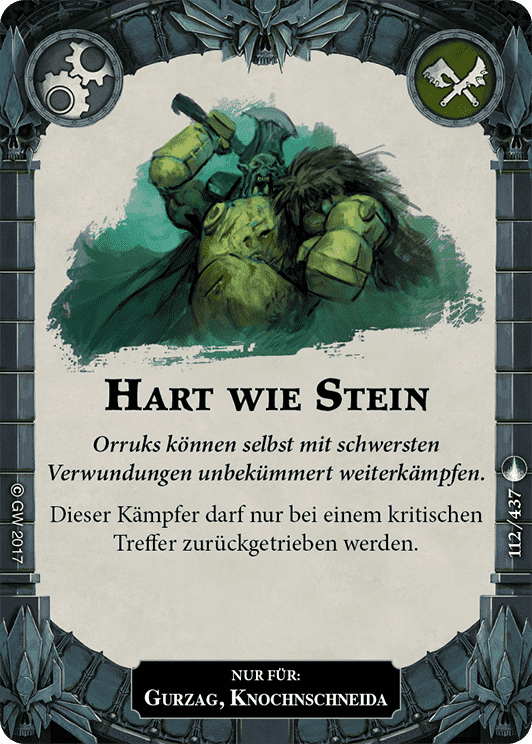 Hart wie Stein
Orruks können selbst mit schwersten
Verwundungen unbekümmert weiterkämpfen.
Dieser Kämpfer darf nur bei einem kritischen
Treffer zurückgetrieben werden.
© GW 2017
112/437
NUR FÜR:
Gurzag, Knochnschneida